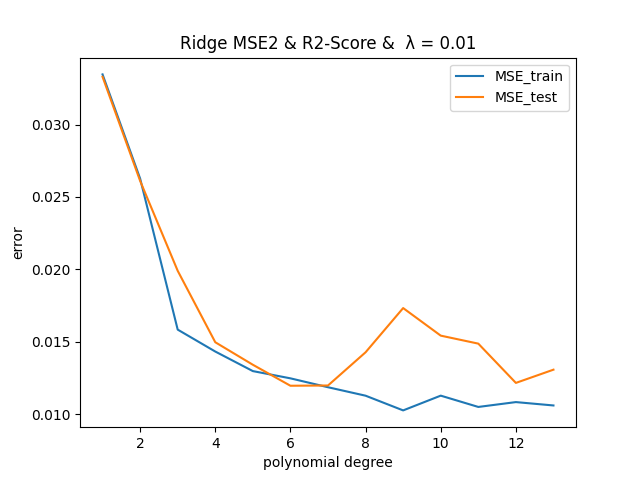 Ridge MSE2 & R2-Score &  λ = 0.01
MSE_train
MSE_test
0.030
0.025
0.020
0.015
0.010
error
2 4 6 8 10 12
polynomial degree